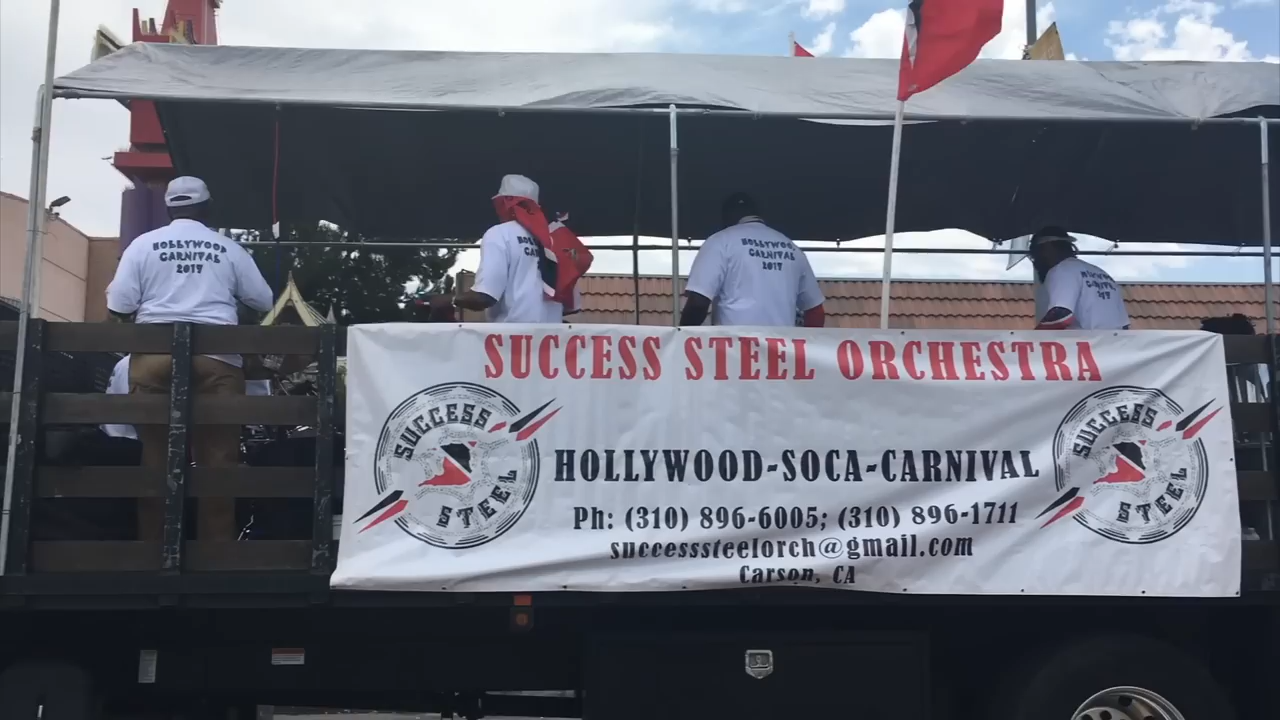 HOLLYWOOD
CARNIVAL
2017
HOLLYWOOD
CARNIVAL
2017
SUCCESS STEEL ORCHESTRA
SUCCESS
STEEL
HOLLYWOOD-SOCA-CARNIVAL
Ph: (310) 896-6005; (310) 896-1711
successsteelorch@gmail.com
Carson, CA
SUCCESS
STEEL